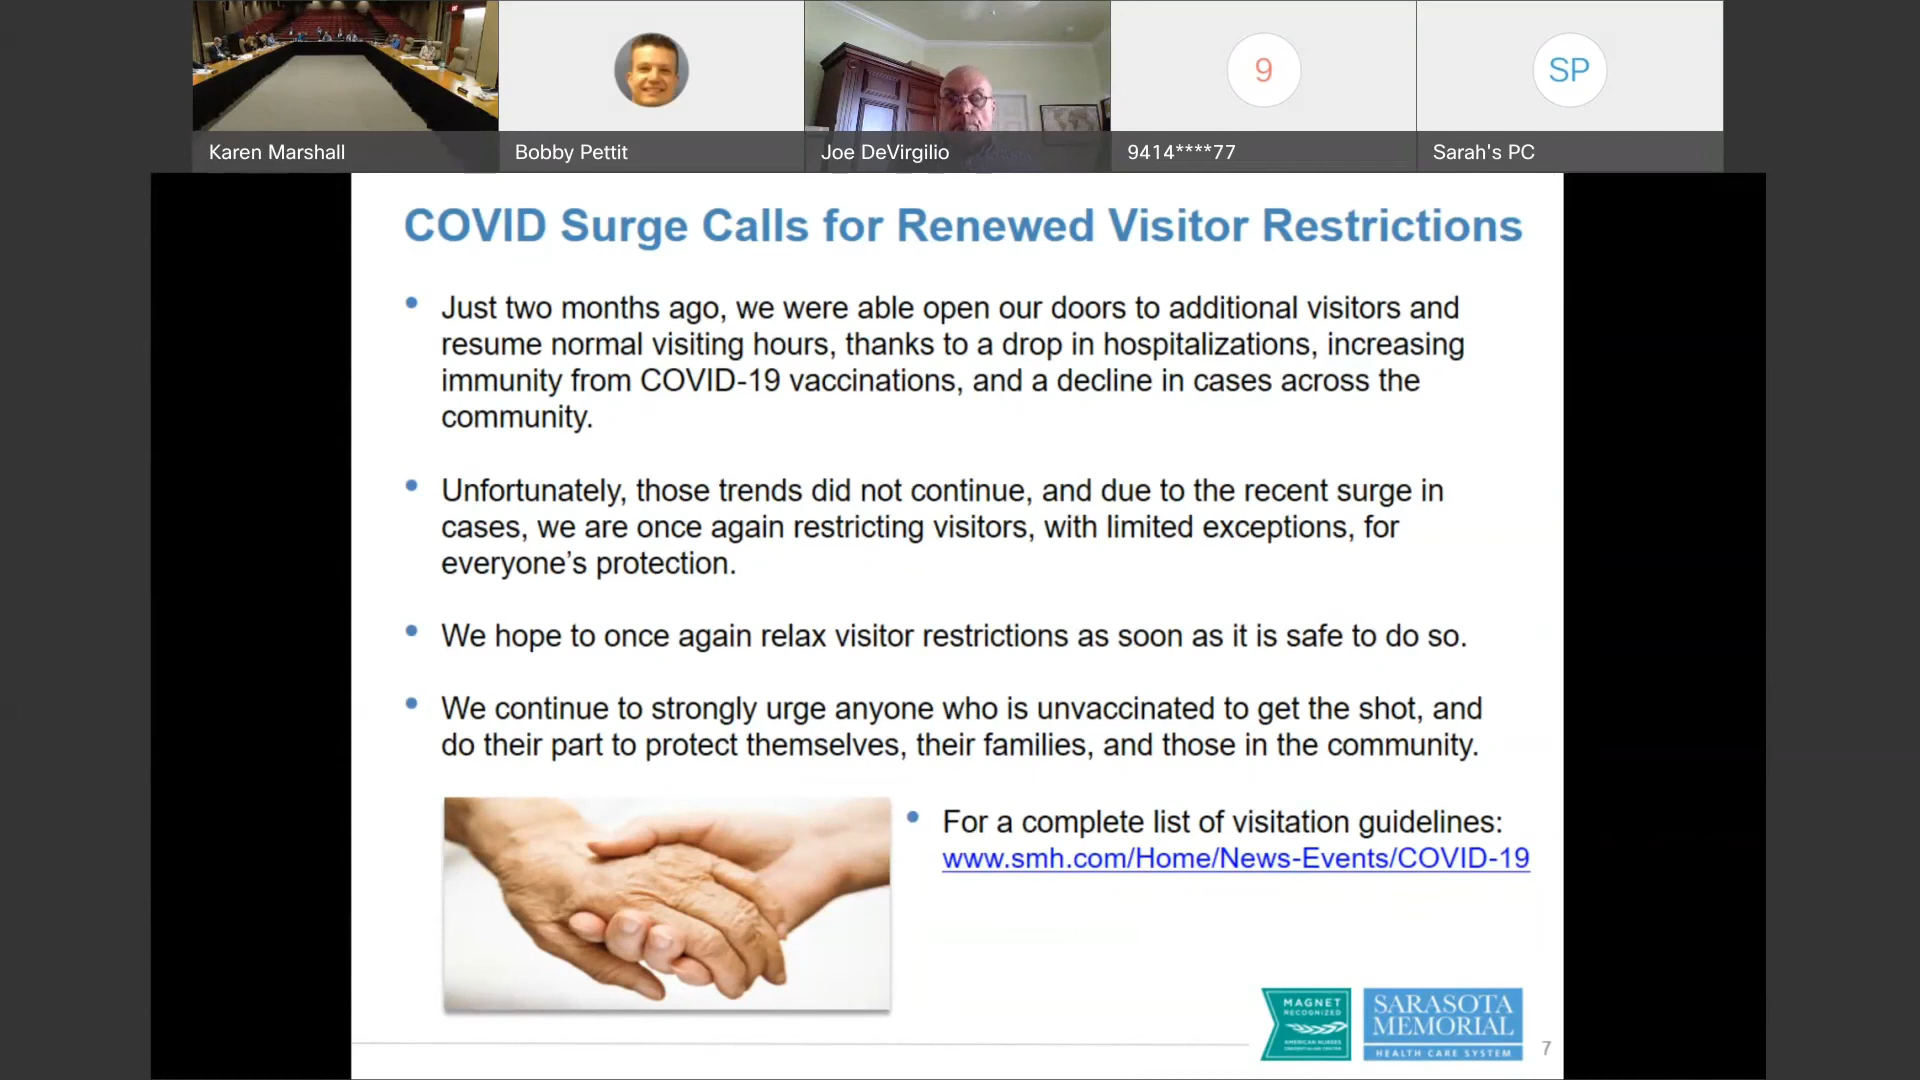 Karen Marshall
Bobby Pettit
Joe DeVirgilio
9
9414****77
SP
Sarah's PC
COVID Surge Calls for Renewed Visitor Restrictions
• Just two months ago, we were able open our doors to additional visitors and
resume normal visiting hours, thanks to a drop in hospitalizations, increasing
immunity from COVID-19 vaccinations, and a decline in cases across the
community.
• Unfortunately, those trends did not continue, and due to the recent surge in
cases, we are once again restricting visitors, with limited exceptions, for
everyone’s protection.
• We hope to once again relax visitor restrictions as soon as it is safe to do so.
• We continue to strongly urge anyone who is unvaccinated to get the shot, and
do their part to protect themselves, their families, and those in the community.
• For a complete list of visitation guidelines:
www.smh.com/Home/News-Events/COVID-19
MAGNET
RECOGNIZED
AMERICAN NURSES
CREDENTIALING CENTER
SARASOTA
MEMORIAL
HEALTH CARE SYSTEM
7